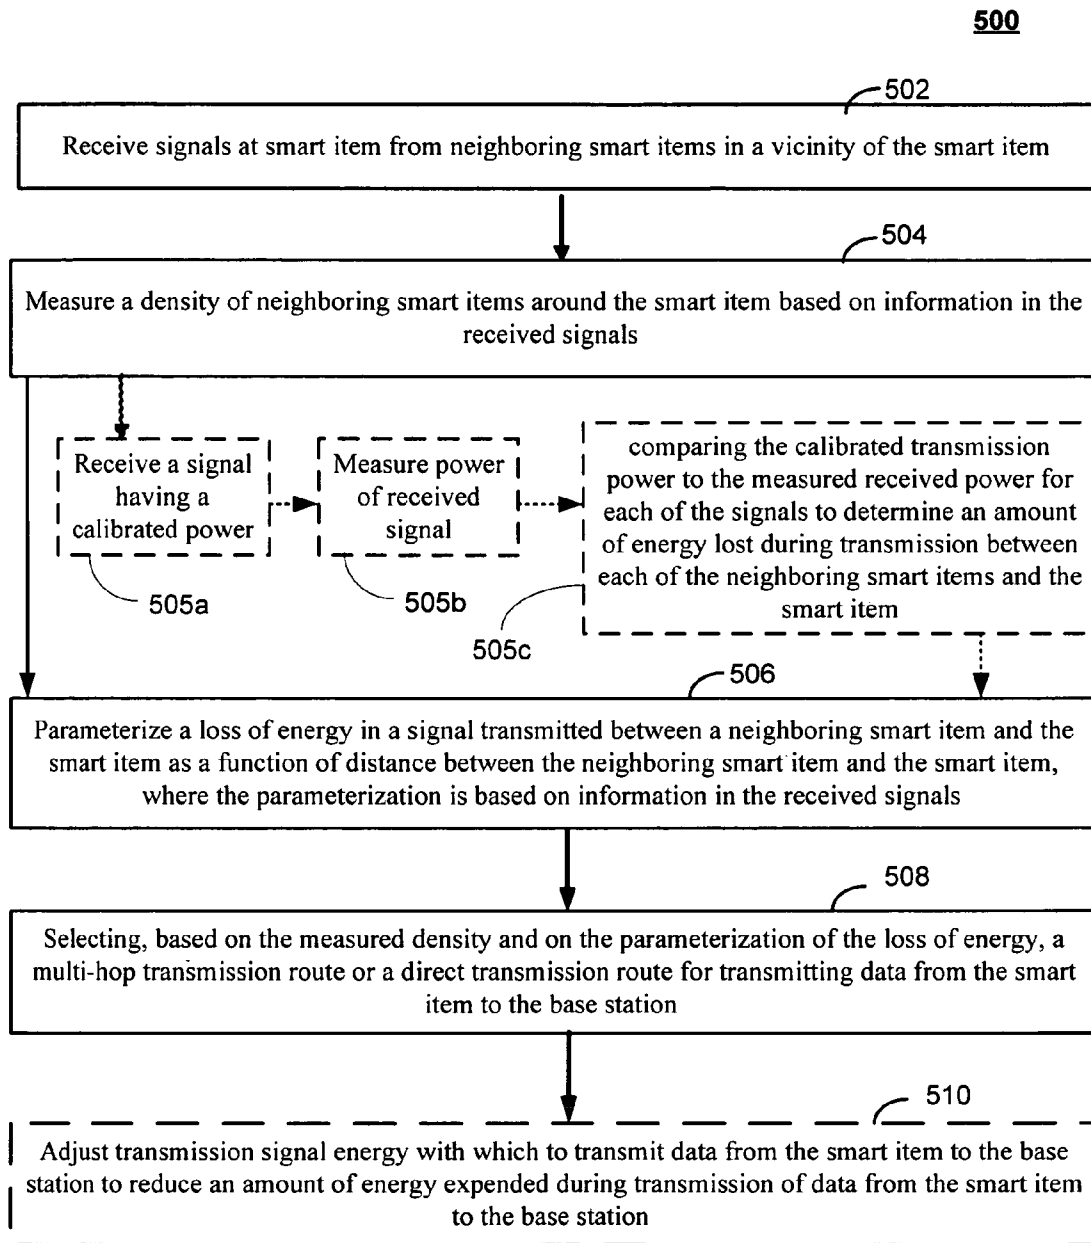 500
502
Receive signals at smart item from neighboring smart items in a vicinity of the smart item
504
Measure a density of neighboring smart items around the smart item based on information in the
received signals
Receive a signal
having a
calibrated power
505a
Measure power
of received
signal
505b
comparing the calibrated transmission
power to the measured received power for
each of the signals to determine an amount
of energy lost during transmission between
each of the neighboring smart items and the
smart item
505c
506
Parameterize a loss of energy in a signal transmitted between a neighboring smart item and the
smart item as a function of distance between the neighboring smart item and the smart item,
where the parameterization is based on information in the received signals
508
Selecting, based on the measured density and on the parameterization of the loss of energy, a
multi-hop transmission route or a direct transmission route for transmitting data from the smart
item to the base station
510
Adjust transmission signal energy with which to transmit data from the smart item to the base
station to reduce an amount of energy expended during transmission of data from the smart item
to the base station